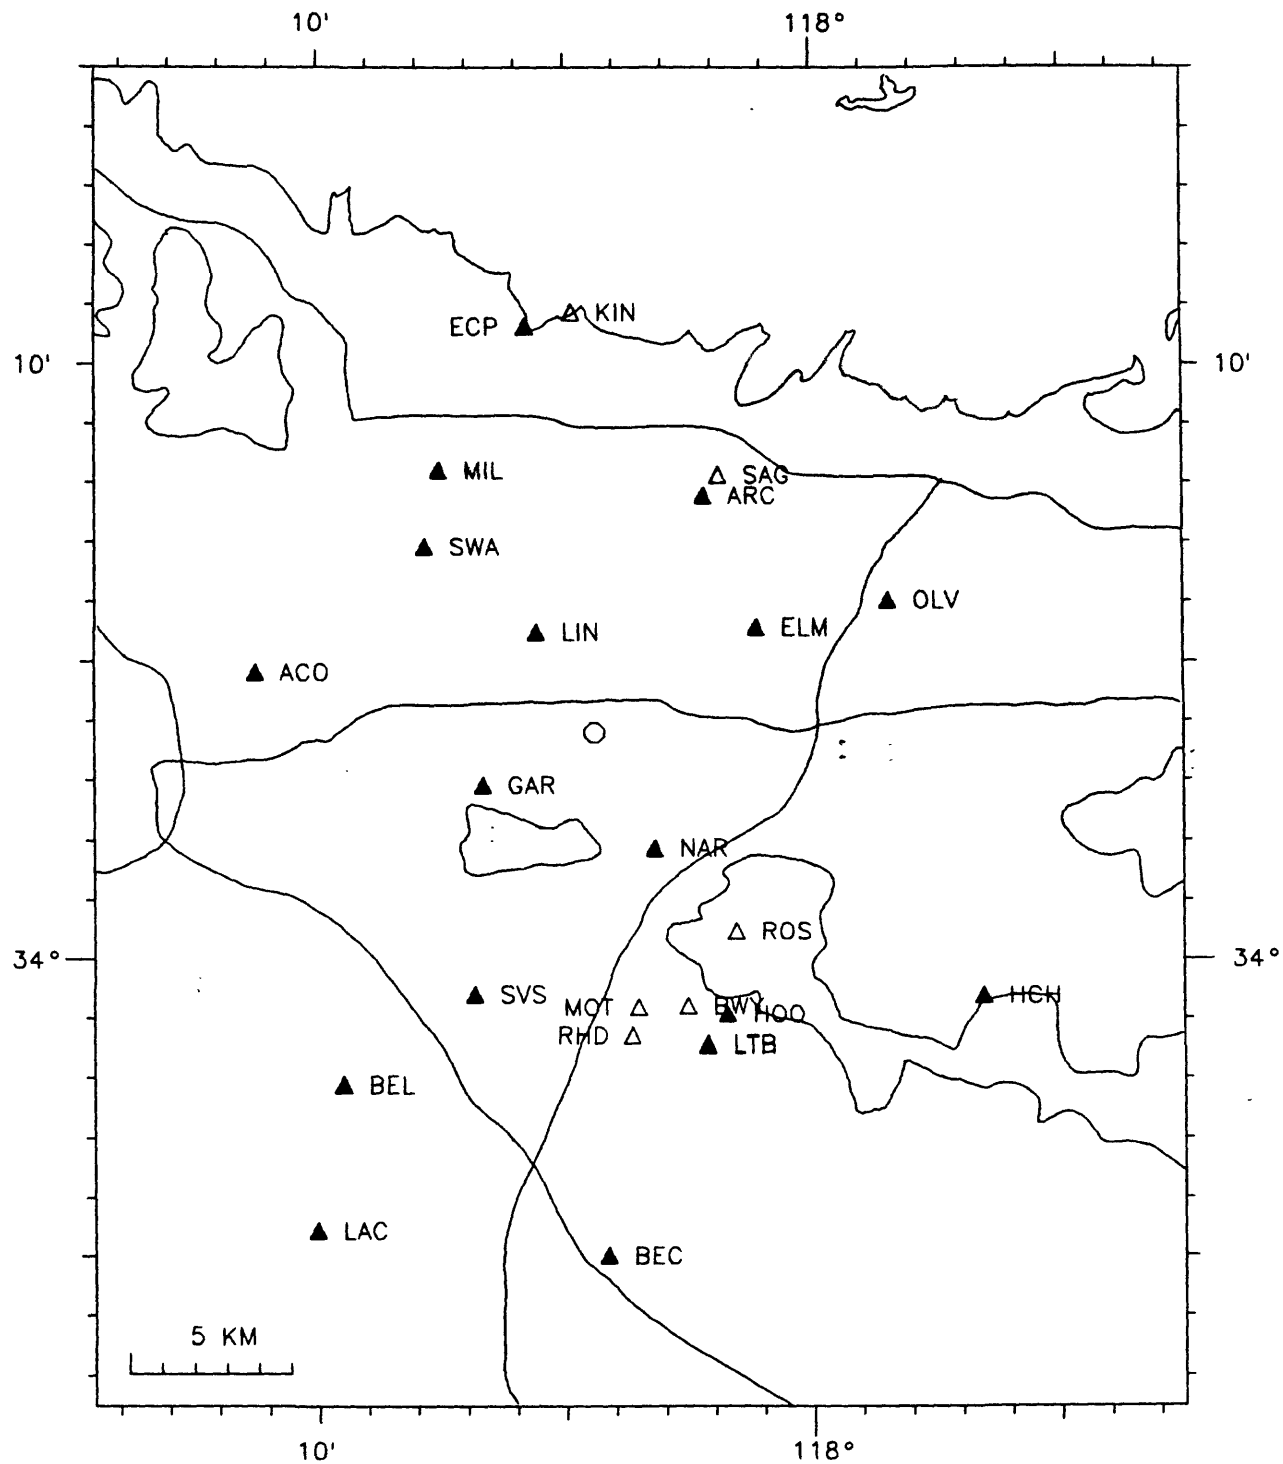 10' 118°
KIN
ECP
10' 10'
MIL SAG
ARC
SWA
OLV
LIN ELM
ACO
GAR
NAR
ROS
34° 34°
SVS HCH
MOT BWY
HOO
RHD LTB
BEL
LAC
BEC
5 KM
10' 118°